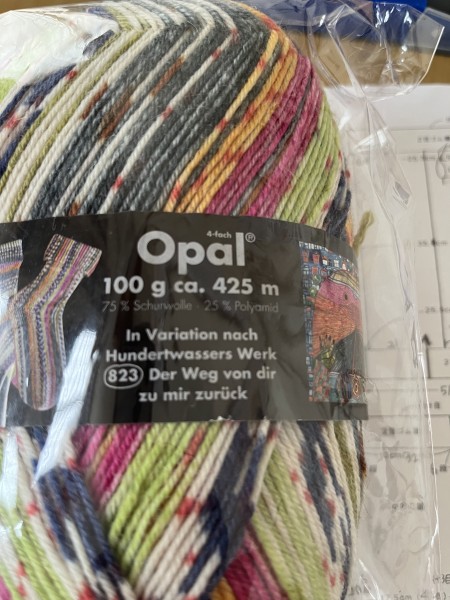 4-fach
Opal®
100 g ca. 425 m
75 % Schurwolle · 25 % Polyamid
In Variation nach
Hundertwassers Werk
823 Der Weg von dir
zu mir zurück